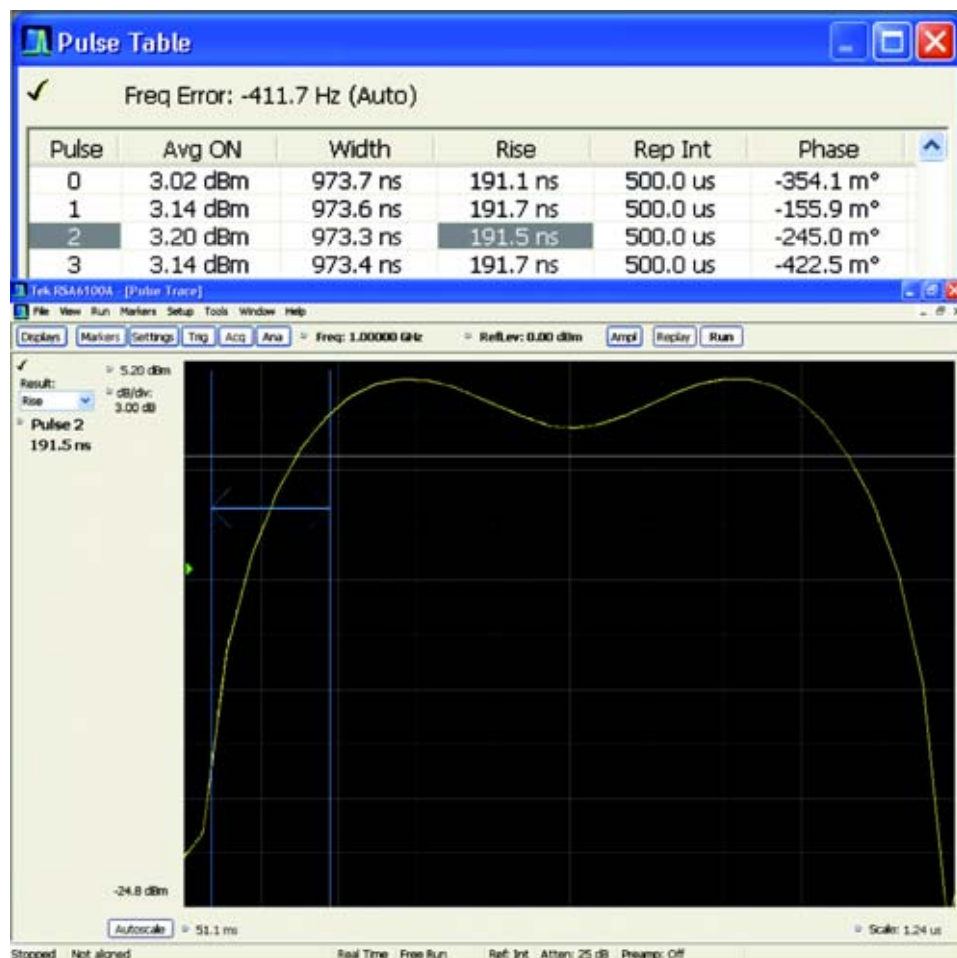 Pulse Table
Freq Error: -411.7 Hz (Auto)
Pulse Avg ON Width Rise Rep Int Phase
0 3.02 dBm 973.7 ns 191.1 ns 500.0 us -354.1 m°
1 3.14 dBm 973.6 ns 191.7 ns 500.0 us -155.9 m°
2 3.20 dBm 973.3 ns 191.5 ns 500.0 us -245.0 m°
3 3.14 dBm 973.4 ns 191.7 ns 500.0 us -422.5 m°
Tek RSA6100A - [Pulse Trace]
File View Run Markers Setup Tools Window Help
Displays Markers Settings Trig Acq Ana Freq: 1.00000 GHz RefLev: 0.00 dBm Ampl Replay Run
Result:
Rise
Pulse 2
191.5 ns
5.20 dBm
dB/div:
3.00 dB
-24.8 dBm
Autoscale 51.1 ms Scale: 1.24 us
Stopped Not aligned Real Time Free Run Ref: Int Atten: 25 dB Preamp: Off